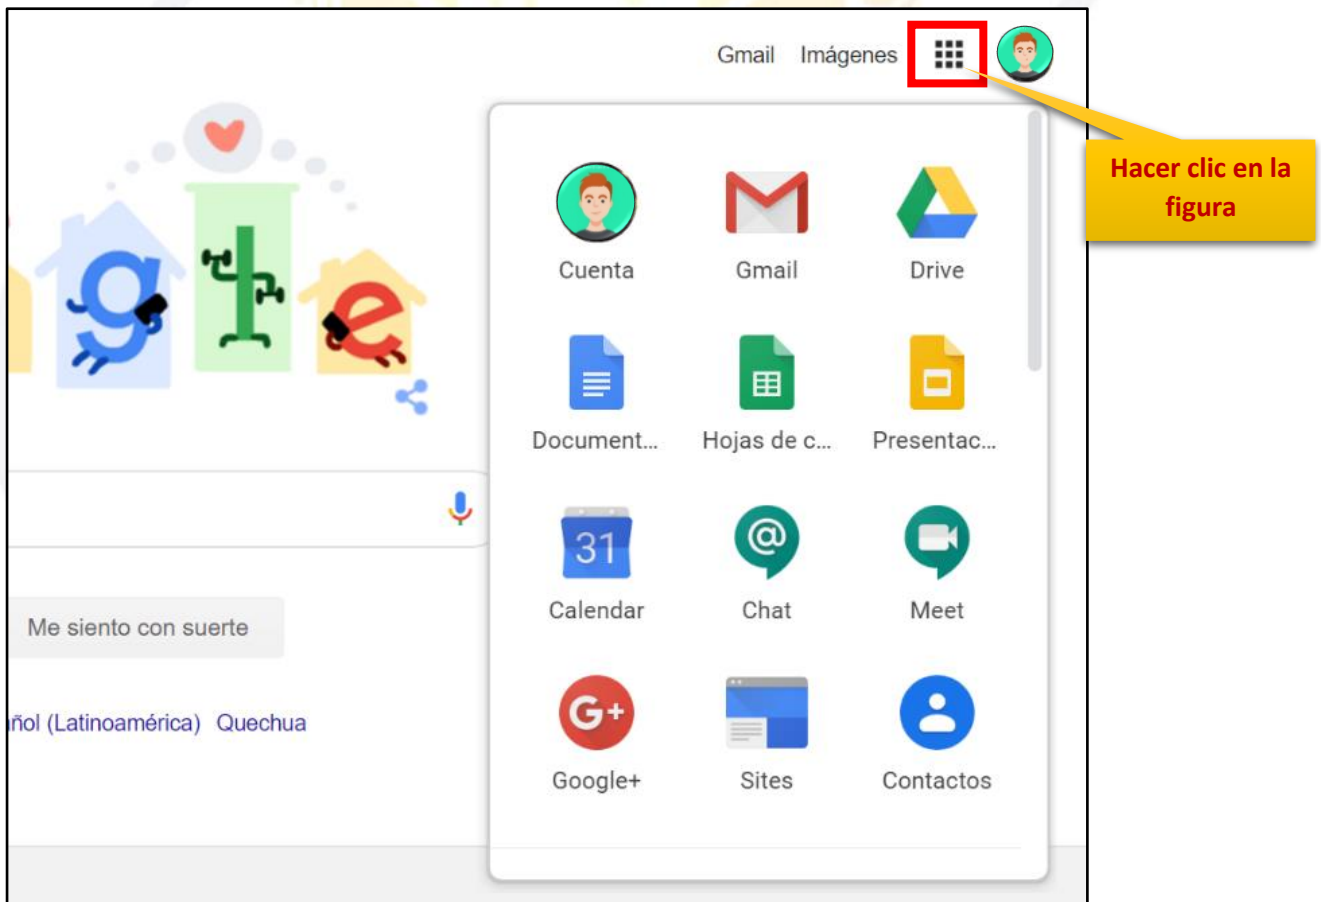 Gmail Imágenes
Hacer clic en la
figura
Cuenta Gmail Drive
Document... Hojas de c... Presentac...
31
Calendar Chat Meet
Me siento con suerte
ñol (Latinoamérica) Quechua
G+
Google+ Sites Contactos